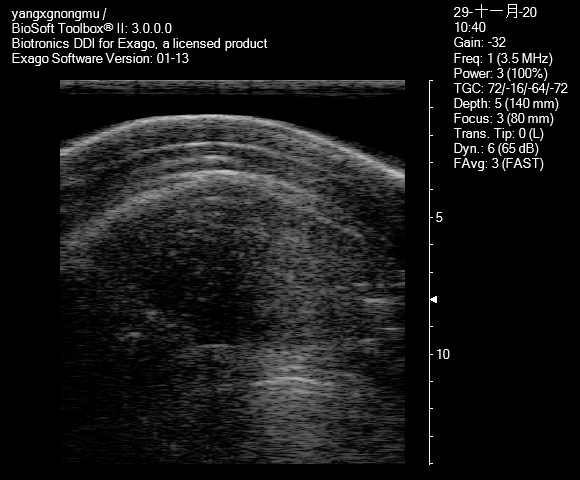 yangxgnongmu /
BioSoft Toolbox® II: 3.0.0.0
Biotronics DDI for Exago, a licensed product
Exago Software Version: 01-13
29-十一月-20
10:40
Gain: -32
Freq: 1 (3.5 MHz)
Power: 3 (100%)
TGC: 72/-16/-64/-72
Depth: 5 (140 mm)
Focus: 3 (80 mm)
Trans. Tip: 0 (L)
Dyn.: 6 (65 dB)
FAvg: 3 (FAST)
5
10